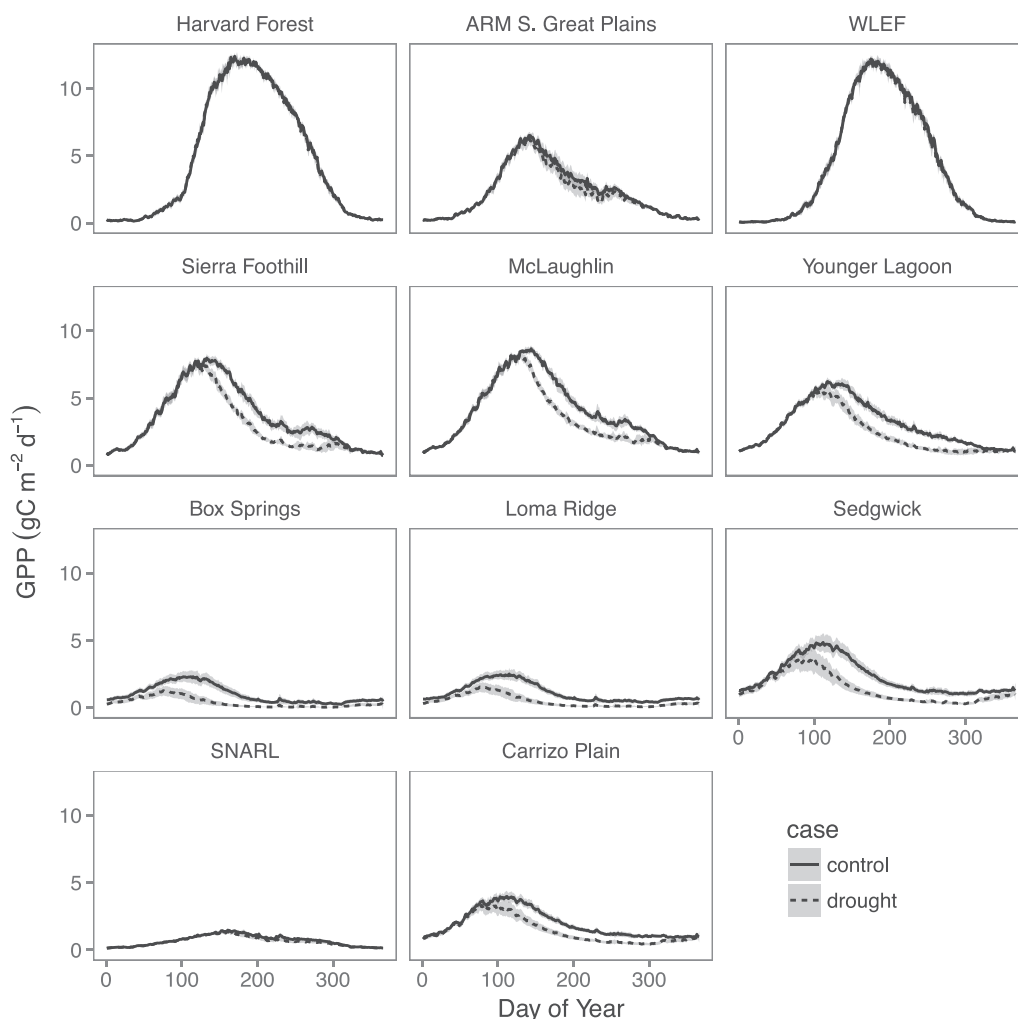 Harvard Forest ARM S. Great Plains WLEF
10
5
0
Sierra Foothill McLaughlin Younger Lagoon
10
5
0
GPP (gC m⁻² d⁻¹)
Box Springs Loma Ridge Sedgwick
10
5
0
0 100 200 300
SNARL Carrizo Plain
10
5
0
case
control
drought
0 100 200 300 0 100 200 300
Day of Year